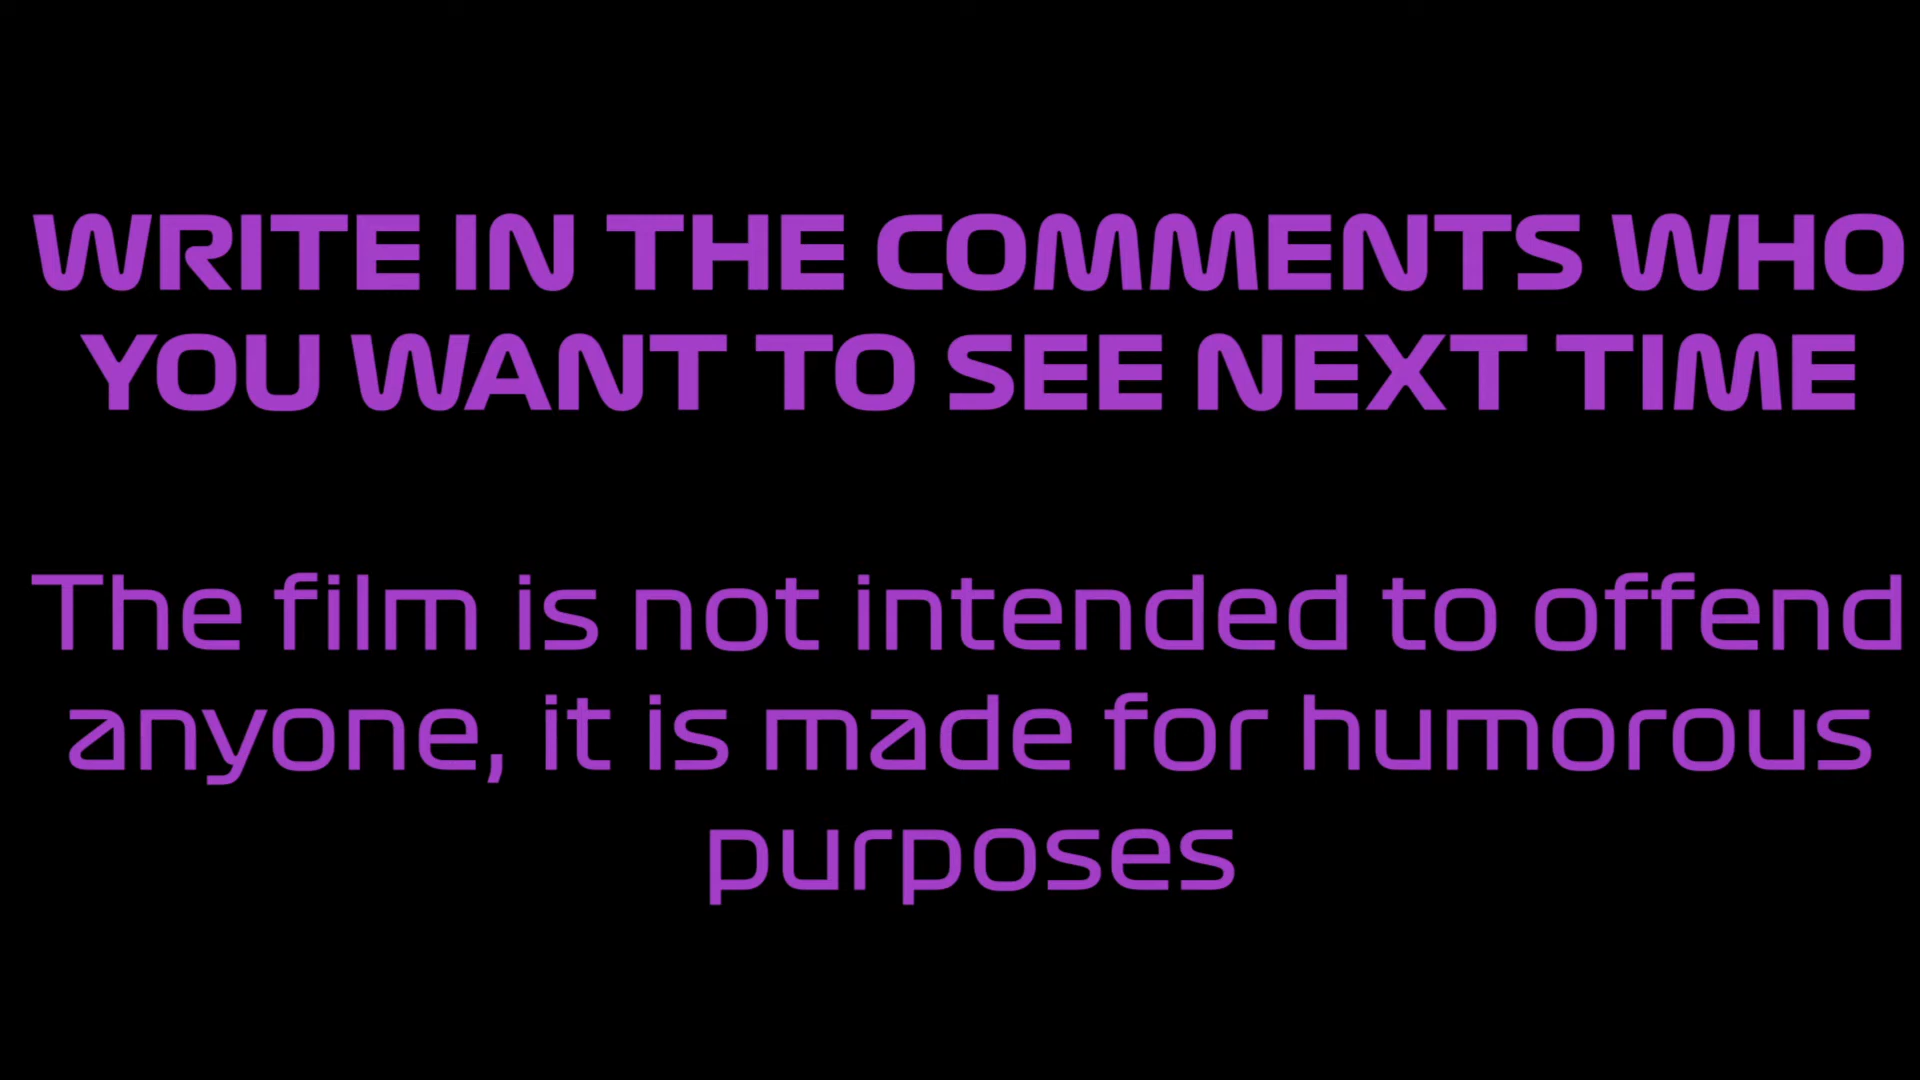 WRITE IN THE COMMENTS WHO
YOU WANT TO SEE NEXT TIME
The film is not intended to offend
anyone, it is made for humorous
purposes